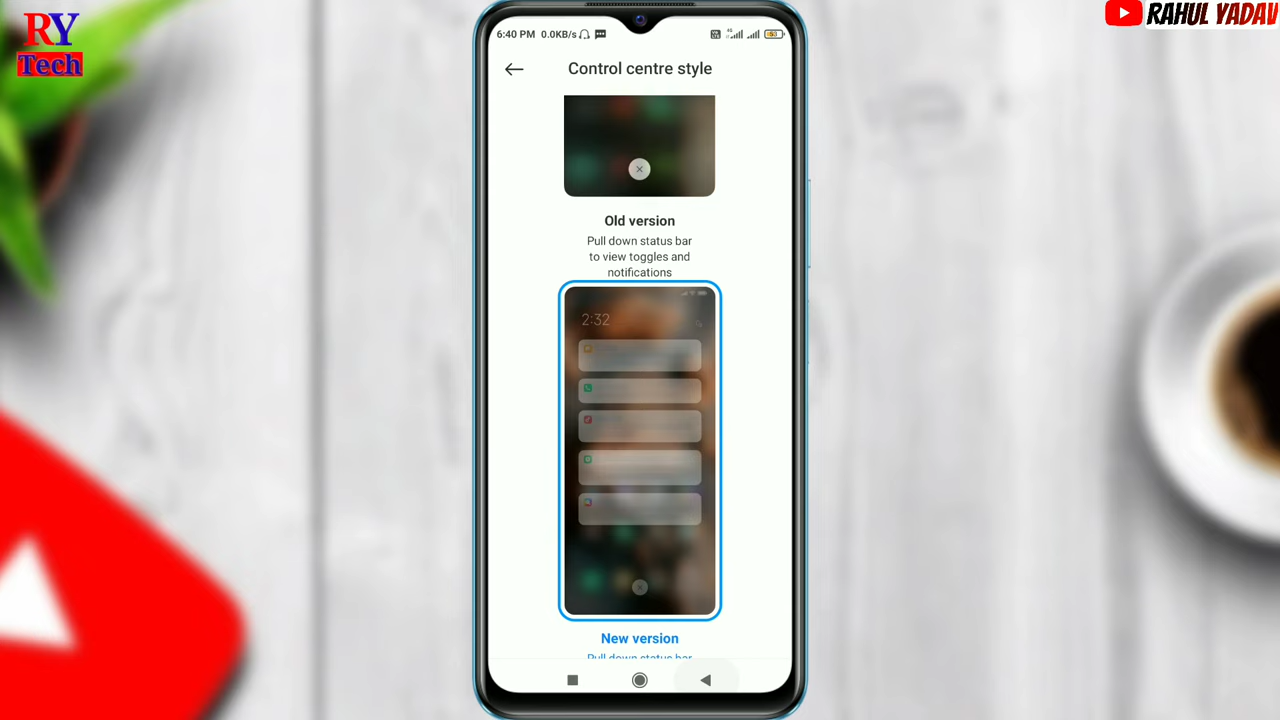 RY
Tech
RAHUL YADAV
6:40 PM 0.0KB/s
53
Control centre style
Old version
Pull down status bar
to view toggles and
notifications
2:32
New version
Pull down status bar